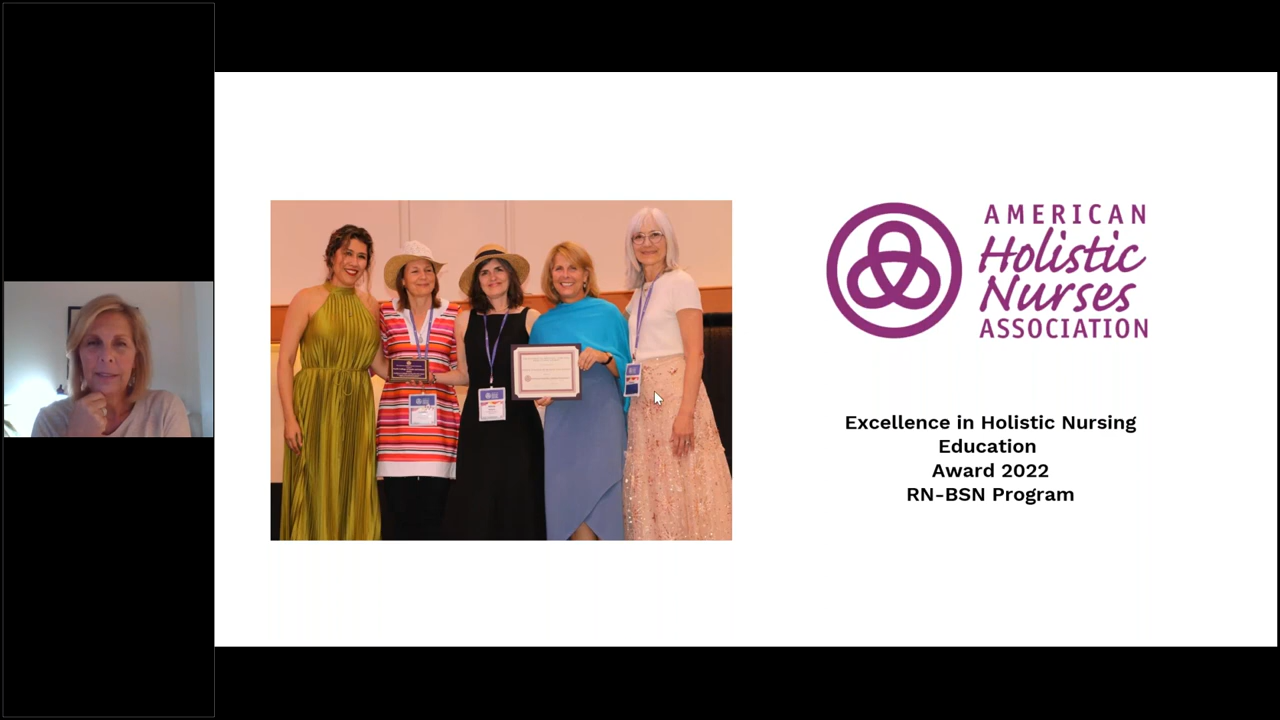 AMERICAN
Holistic
Nurses
ASSOCIATION
Excellence in Holistic Nursing
Education
Award 2022
RN-BSN Program